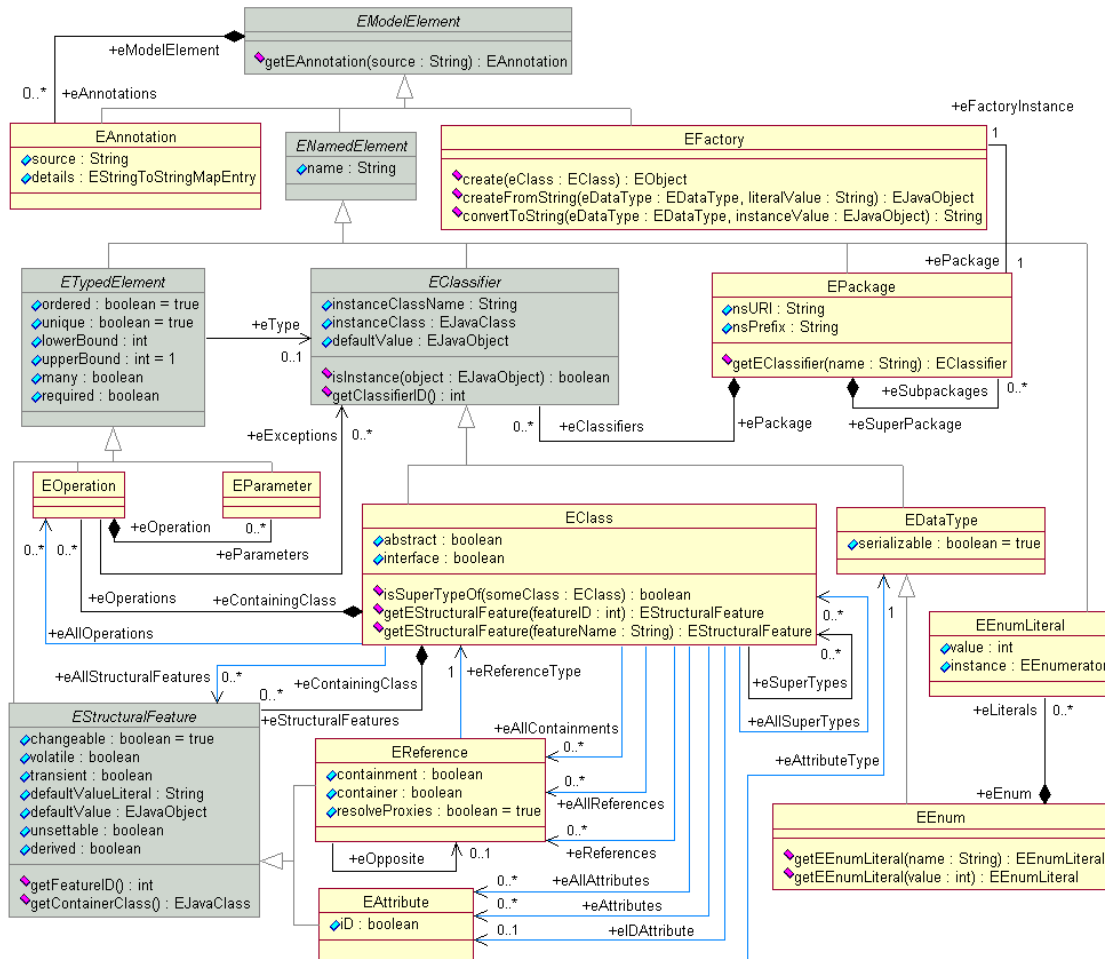 EModelElement
getEAnnotation(source : String) : EAnnotation
+eModelElement
0..*
+eAnnotations
+eFactoryInstance
1
EAnnotation
source : String
details : EStringToStringMapEntry
ENamedElement
name : String
EFactory
create(eClass : EClass) : EObject
createFromString(eDataType : EDataType, literalValue : String) : EJavaObject
convertToString(eDataType : EDataType, instanceValue : EJavaObject) : String
+ePackage
1
ETypedElement
ordered : boolean = true
unique : boolean = true
lowerBound : int
upperBound : int = 1
many : boolean
required : boolean
+eType
0..1
EClassifier
instanceClassName : String
instanceClass : EJavaClass
defaultValue : EJavaObject
isInstance(object : EJavaObject) : boolean
getClassifierID() : int
EPackage
nsURI : String
nsPrefix : String
getEClassifier(name : String) : EClassifier
+eSubpackages
0..*
+eSuperPackage
0..*
+eClassifiers
+ePackage
+eExceptions
0..*
EOperation
EParameter
+eOperation
0..*
+eParameters
0..*
0..*
+eOperations
+eContainingClass
+eAllOperations
EClass
abstract : boolean
interface : boolean
isSuperTypeOf(someClass : EClass) : boolean
getEStructuralFeature(featureID : int) : EStructuralFeature
getEStructuralFeature(featureName : String) : EStructuralFeature
0..*
0..*
+eSuperTypes
+eAllSuperTypes
EDataType
serializable : boolean = true
1
+eAttributeType
EEnumLiteral
value : int
instance : EEnumerator
+eLiterals
0..*
+eEnum
EEnum
getEEnumLiteral(name : String) : EEnumLiteral
getEEnumLiteral(value : int) : EEnumLiteral
+eAllStructuralFeatures
0..*
0..*
+eContainingClass
+eStructuralFeatures
1
+eReferenceType
EStructuralFeature
changeable : boolean = true
volatile : boolean
transient : boolean
defaultValueLiteral : String
defaultValue : EJavaObject
unsettable : boolean
derived : boolean
getFeatureID() : int
getContainerClass() : EJavaClass
EReference
containment : boolean
container : boolean
resolveProxies : boolean = true
+eAllContainments
0..*
0..*
+eAllReferences
0..*
+eReferences
+eOpposite
0..1
EAttribute
iD : boolean
0..*
+eAllAttributes
0..*
+eAttributes
0..1
+eIDAttribute